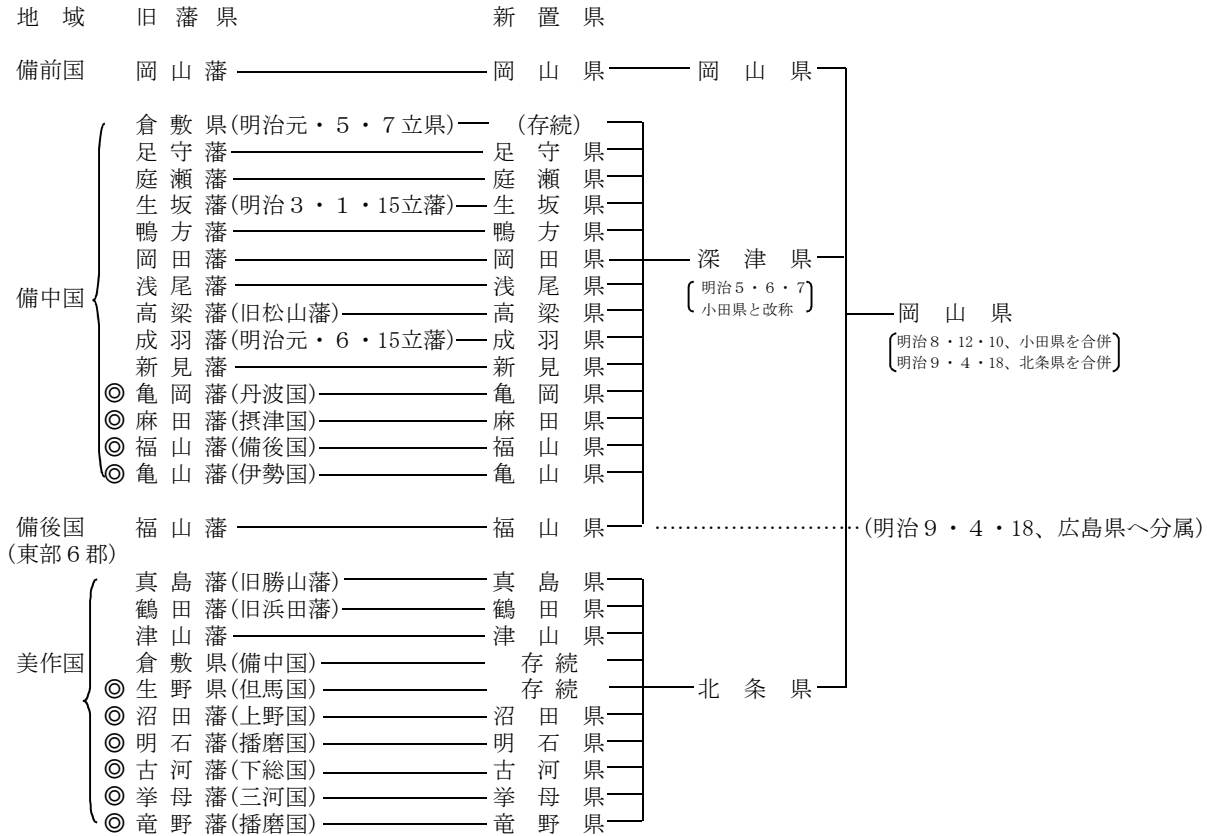 地域 旧藩県 新置県
備前国 岡山藩 岡山県 岡山県
倉敷県(明治元・5・7立県) (存続)
足守藩 足守県
庭瀬藩 庭瀬県
生坂藩(明治3・1・15立藩) 生坂県
鴨方藩 鴨方県
岡田藩 岡田県 深津県
浅尾藩 浅尾県 明治5・6・7
備中国 高梁藩(旧松山藩) 高梁県 小田県と改称 岡山県
成羽藩(明治元・6・15立藩) 成羽県 明治8・12・10、小田県を合併
新見藩 新見県 明治9・4・18、北条県を合併
◎ 亀岡藩(丹波国) 亀岡県
◎ 麻田藩(摂津国) 麻田県
◎ 福山藩(備後国) 福山県
◎ 亀山藩(伊勢国) 亀山県
備後国 福山藩 福山県 ………………………(明治9・4・18、広島県へ分属)
(東部6郡)
真島藩(旧勝山藩) 真島県
鶴田藩(旧浜田藩) 鶴田県
津山藩 津山県
美作国 倉敷県(備中国) 存続
◎ 生野県(但馬国) 存続 北条県
◎ 沼田藩(上野国) 沼田県
◎ 明石藩(播磨国) 明石県
◎ 古河藩(下総国) 古河県
◎ 挙母藩(三河国) 挙母県
◎ 竜野藩(播磨国) 竜野県